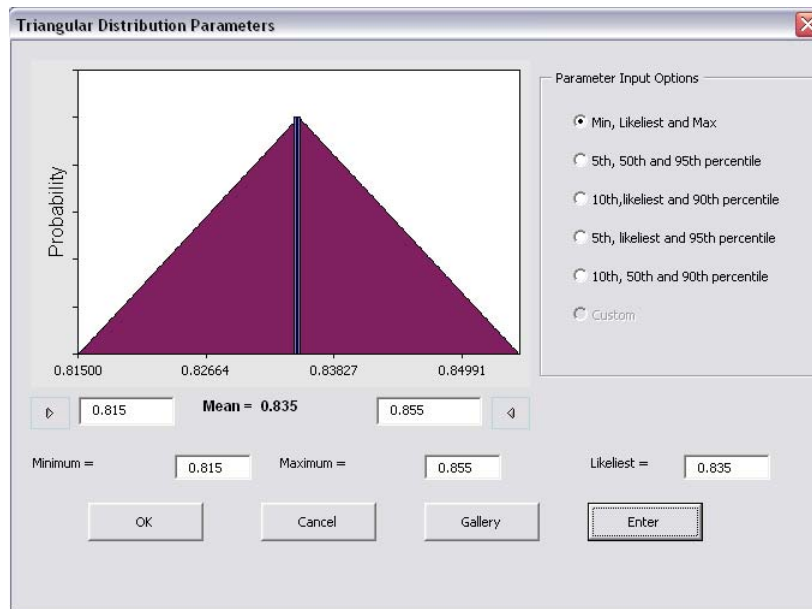 Triangular Distribution Parameters
Probability
0.81500 0.82664 0.83827 0.84991
0.815 Mean = 0.835 0.855
Minimum = 0.815 Maximum = 0.855 Likeliest = 0.835
OK Cancel Gallery Enter
Parameter Input Options
Min, Likeliest and Max
5th, 50th and 95th percentile
10th,likeliest and 90th percentile
5th, likeliest and 95th percentile
10th, 50th and 90th percentile
Custom